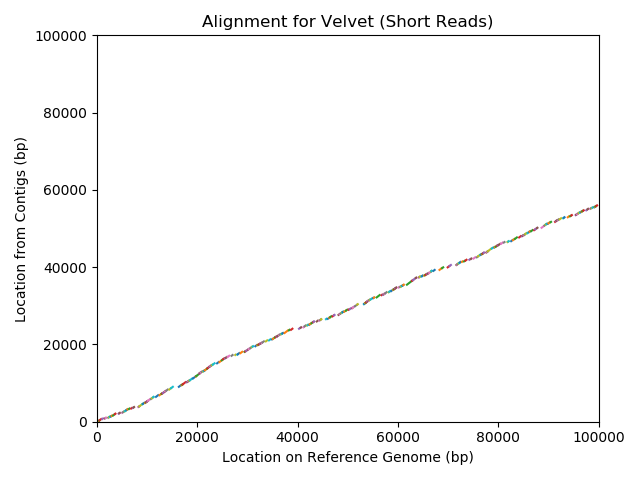 Alignment for Velvet (Short Reads)
100000
80000
60000
40000
20000
0
Location from Contigs (bp)
0 20000 40000 60000 80000 100000
Location on Reference Genome (bp)